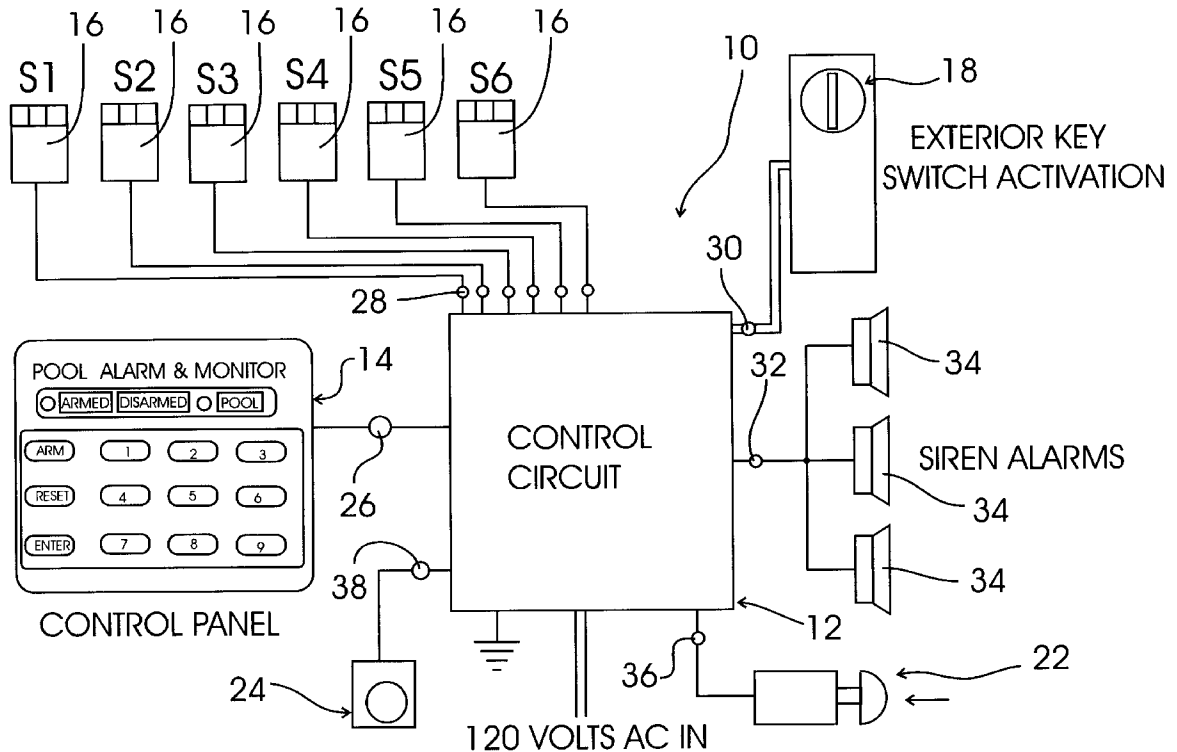 16 16 16 16 16 16
S1 S2 S3 S4 S5 S6
10
18
EXTERIOR KEY
SWITCH ACTIVATION
28
30
POOL ALARM & MONITOR
ARMED DISARMED POOL
14
ARM 1 2 3
RESET 4 5 6
ENTER 7 8 9
CONTROL PANEL
26
38
24
CONTROL
CIRCUIT
32
34
SIREN ALARMS
34
34
12
36
22
120 VOLTS AC IN